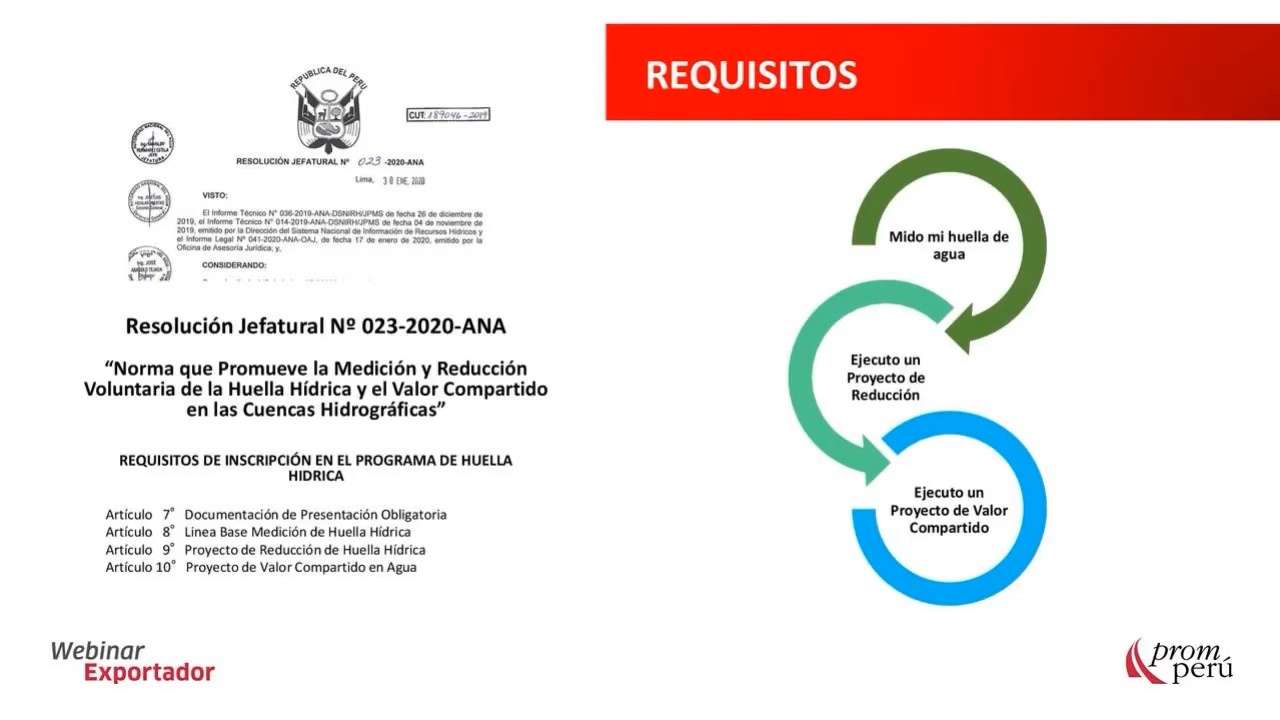 REPUBLICA DEL PERU
CUT: 189046-2019
RESOLUCIÓN JEFATURAL Nº 023 -2020-ANA
Lima, 30 ENE. 2020
VISTO:
El Informe Técnico N° 036-2019-ANA-DSNIRH/JPMS de fecha 26 de diciembre de
2019, el Informe Técnico N° 014-2019-ANA-DSNIRH/JPMS de fecha 04 de noviembre de
2019, emitido por la Dirección del Sistema Nacional de Información de Recursos Hídricos y
el Informe Legal Nº 041-2020-ANA-OAJ, de fecha 17 de enero de 2020, emitido por la
Oficina de Asesoría Jurídica; y,
CONSIDERANDO:
Resolución Jefatural Nº 023-2020-ANA
“Norma que Promueve la Medición y Reducción
Voluntaria de la Huella Hídrica y el Valor Compartido
en las Cuencas Hidrográficas”
REQUISITOS DE INSCRIPCIÓN EN EL PROGRAMA DE HUELLA
HIDRICA
Artículo 7° Documentación de Presentación Obligatoria
Artículo 8° Linea Base Medición de Huella Hídrica
Artículo 9° Proyecto de Reducción de Huella Hídrica
Artículo 10° Proyecto de Valor Compartido en Agua
REQUISITOS
Mido mi huella de
agua
Ejecuto un
Proyecto de
Reducción
Ejecuto un
Proyecto de Valor
Compartido
Webinar
Exportador
prom
perú